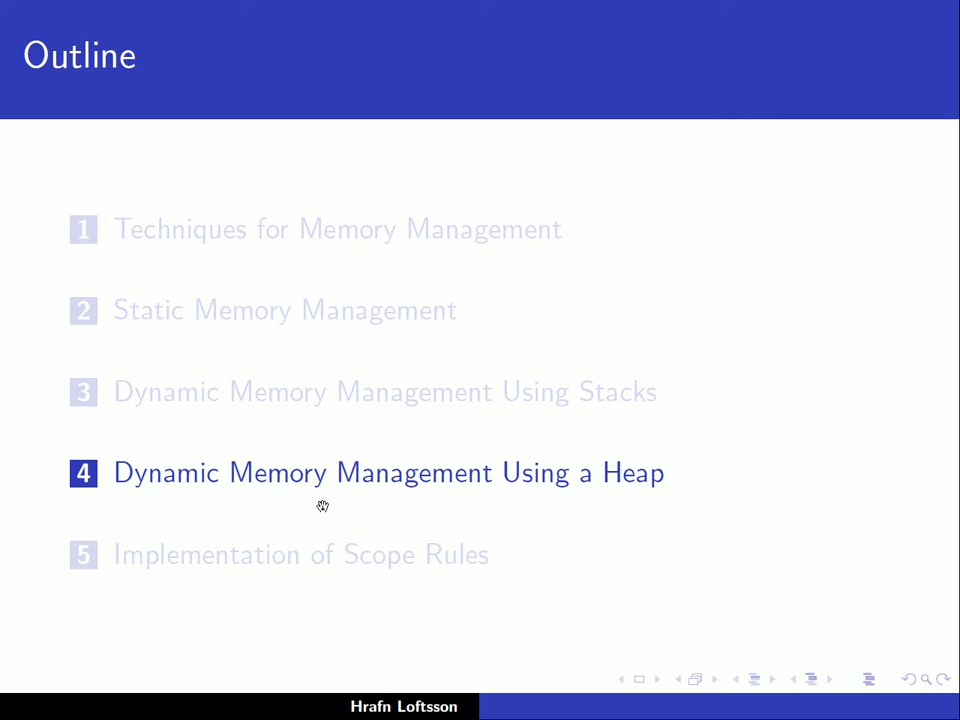 Outline
1 Techniques for Memory Management
2 Static Memory Management
3 Dynamic Memory Management Using Stacks
4 Dynamic Memory Management Using a Heap
5 Implementation of Scope Rules
Hrafn Loftsson